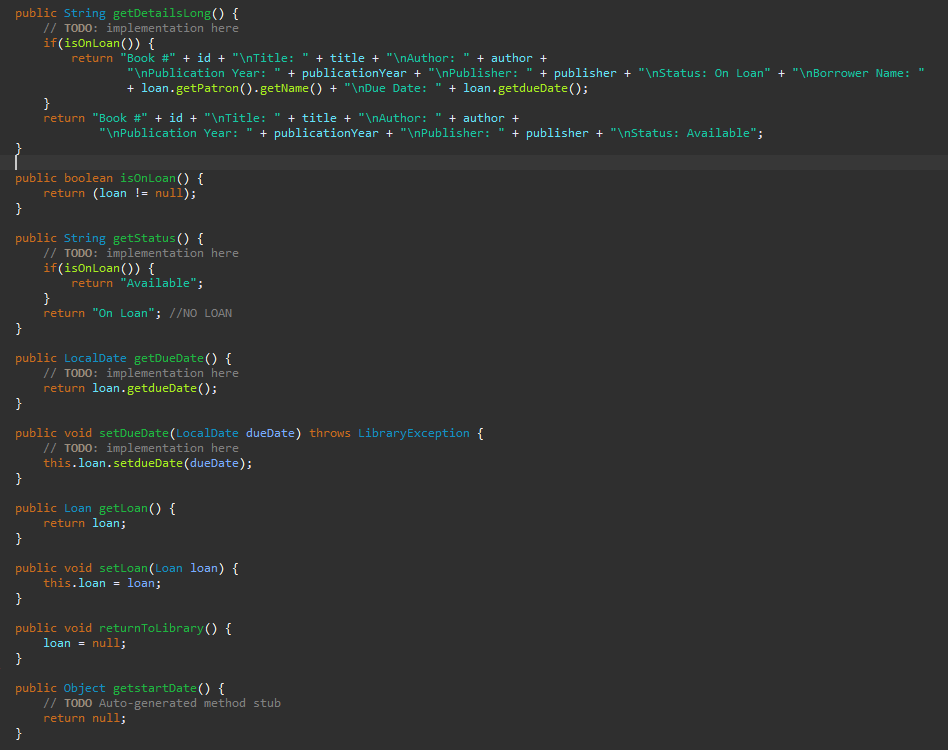 public String getDetailsLong() {
    // TODO: implementation here
    if(isOnLoan()) {
        return "Book #" + id + "\nTitle: " + title + "\nAuthor: " + author +
                "\nPublication Year: " + publicationYear + "\nPublisher: " + publisher + "\nStatus: On Loan" + "\nBorrower Name: "
                + loan.getPatron().getName() + "\nDue Date: " + loan.getdueDate();
    }
    return "Book #" + id + "\nTitle: " + title + "\nAuthor: " + author +
            "\nPublication Year: " + publicationYear + "\nPublisher: " + publisher + "\nStatus: Available";
}

public boolean isOnLoan() {
    return (loan != null);
}

public String getStatus() {
    // TODO: implementation here
    if(isOnLoan()) {
        return "Available";
    }
    return "On Loan"; //NO LOAN
}

public LocalDate getDueDate() {
    // TODO: implementation here
    return loan.getdueDate();
}

public void setDueDate(LocalDate dueDate) throws LibraryException {
    // TODO: implementation here
    this.loan.setdueDate(dueDate);
}

public Loan getLoan() {
    return loan;
}

public void setLoan(Loan loan) {
    this.loan = loan;
}

public void returnToLibrary() {
    loan = null;
}

public Object getstartDate() {
    // TODO Auto-generated method stub
    return null;
}